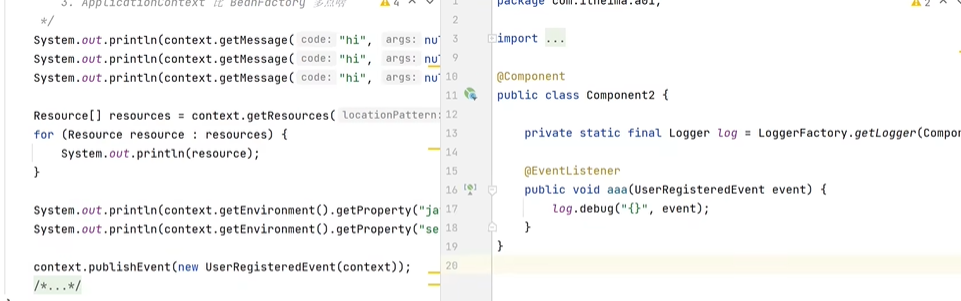 3. ApplicationContext 比 BeanFactory 多点啥
4
*/
System.out.println(context.getMessage( code: "hi", args: nu
System.out.println(context.getMessage( code: "hi", args: nu
System.out.println(context.getMessage( code: "hi", args: nu
Resource[] resources = context.getResources( locationPattern:
for (Resource resource : resources) {
System.out.println(resource);
}
System.out.println(context.getEnvironment().getProperty("ja
System.out.println(context.getEnvironment().getProperty("se
context.publishEvent(new UserRegisteredEvent(context));
/*...*/
1 package com.itheima.a01;
2
2
3 import ...
9
10 @Component
11 public class Component2 {
12
13 private static final Logger log = LoggerFactory.getLogger(Compo
14
15 @EventListener
16 public void aaa(UserRegisteredEvent event) {
17 log.debug("{}", event);
18 }
19 }
20